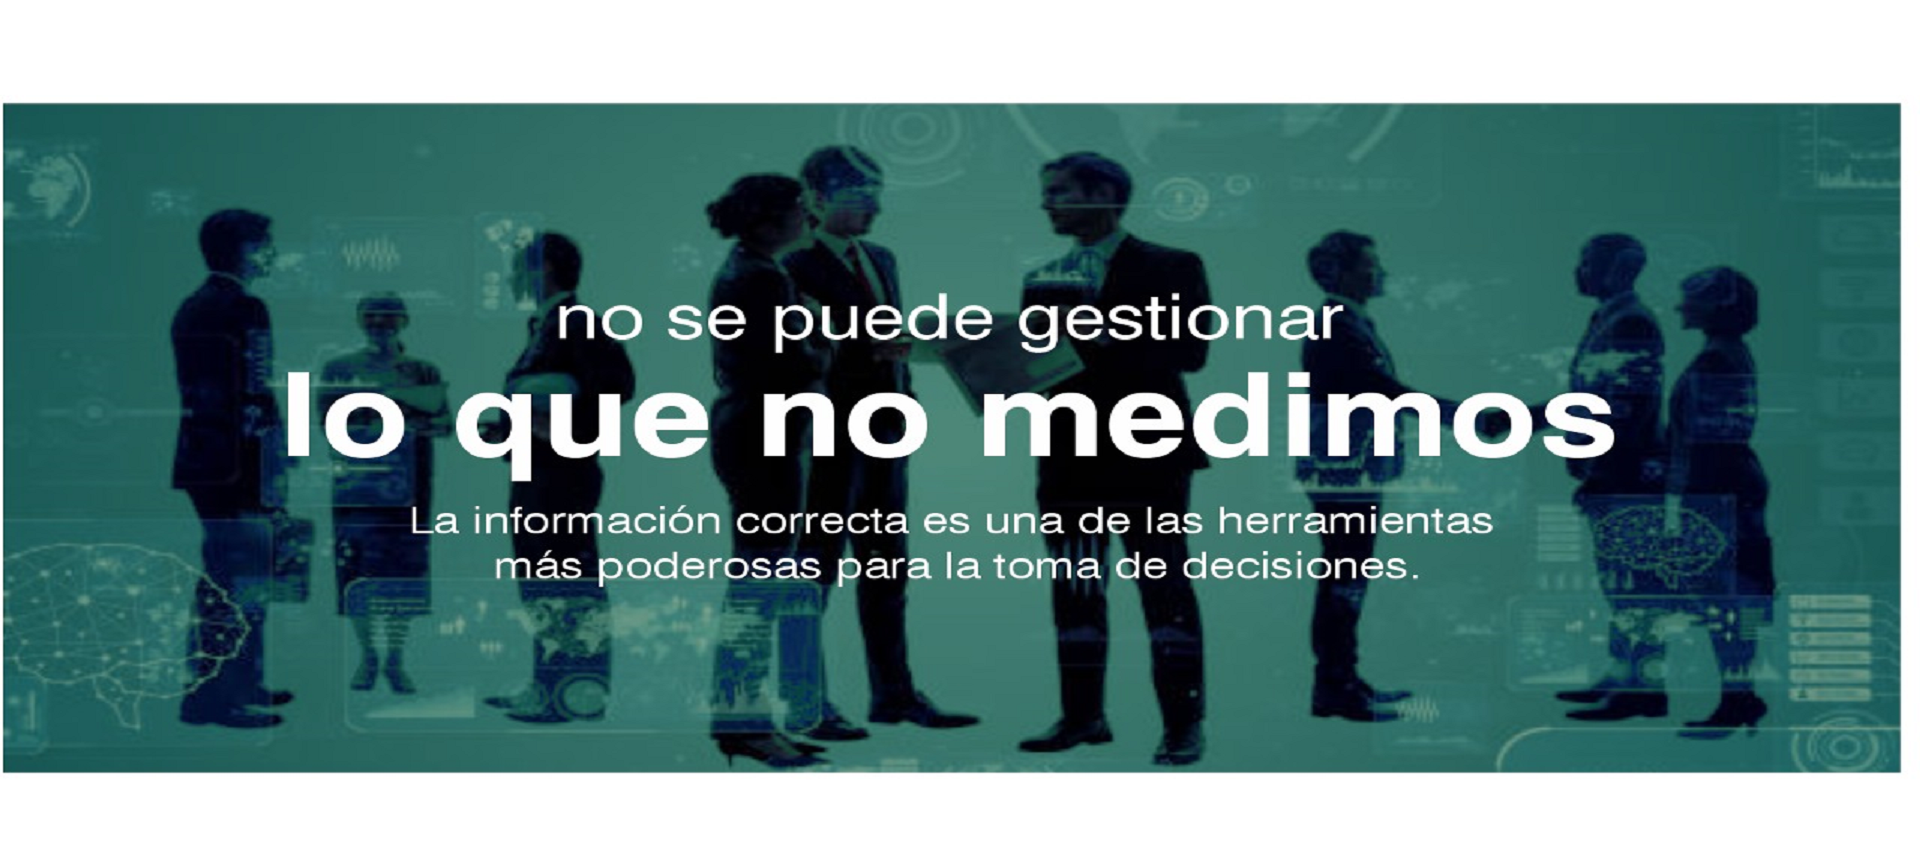 no se puede gestionar
lo que no medimos
La información correcta es una de las herramientas
más poderosas para la toma de decisiones.